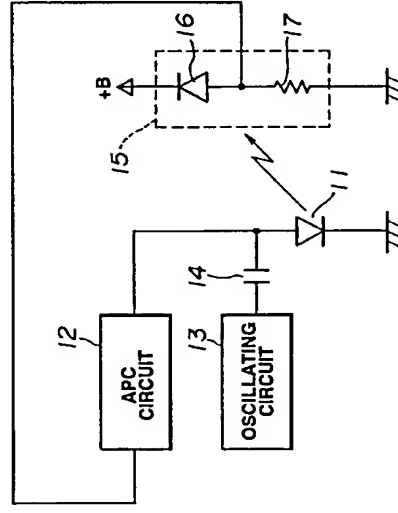 +B
16
17
15
11
14
12
APC
CIRCUIT
13
OSCILLATING
CIRCUIT